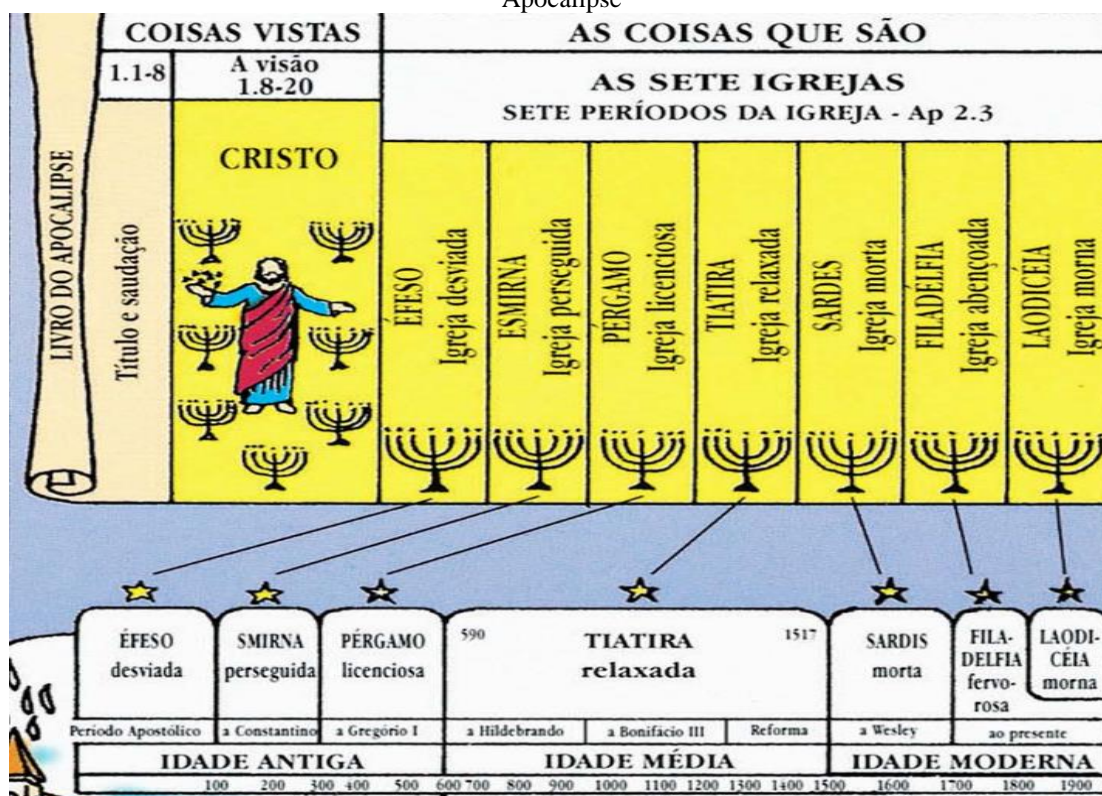 Apocalipse
COISAS VISTAS
AS COISAS QUE SÃO
1.1-8
A visão
1.8-20
AS SETE IGREJAS
SETE PERÍODOS DA IGREJA - Ap 2.3
LIVRO DO APOCALIPSE
Título e saudação
CRISTO
ÉFESO
Igreja desviada
ESMIRNA
Igreja perseguida
PÉRGAMO
Igreja licenciosa
TIATIRA
Igreja relaxada
SARDES
Igreja morta
FILADÉLFIA
Igreja abençoada
LAODICÉIA
Igreja morna
ÉFESO
desviada
SMIRNA
perseguida
PÉRGAMO
licenciosa
590
TIATIRA
1517
relaxada
SARDIS
morta
FILA-
DELFIA
fervo-
rosa
LAODI-
CÉIA
morna
Período Apostólico
a Constantino
a Gregório I
a Hildebrando
a Bonifácio III
Reforma
a Wesley
ao presente
IDADE ANTIGA
IDADE MÉDIA
IDADE MODERNA
100 200 300 400 500 600 700 800 900 1000 1100 1200 1300 1400 1500 1600 1700 1800 1900